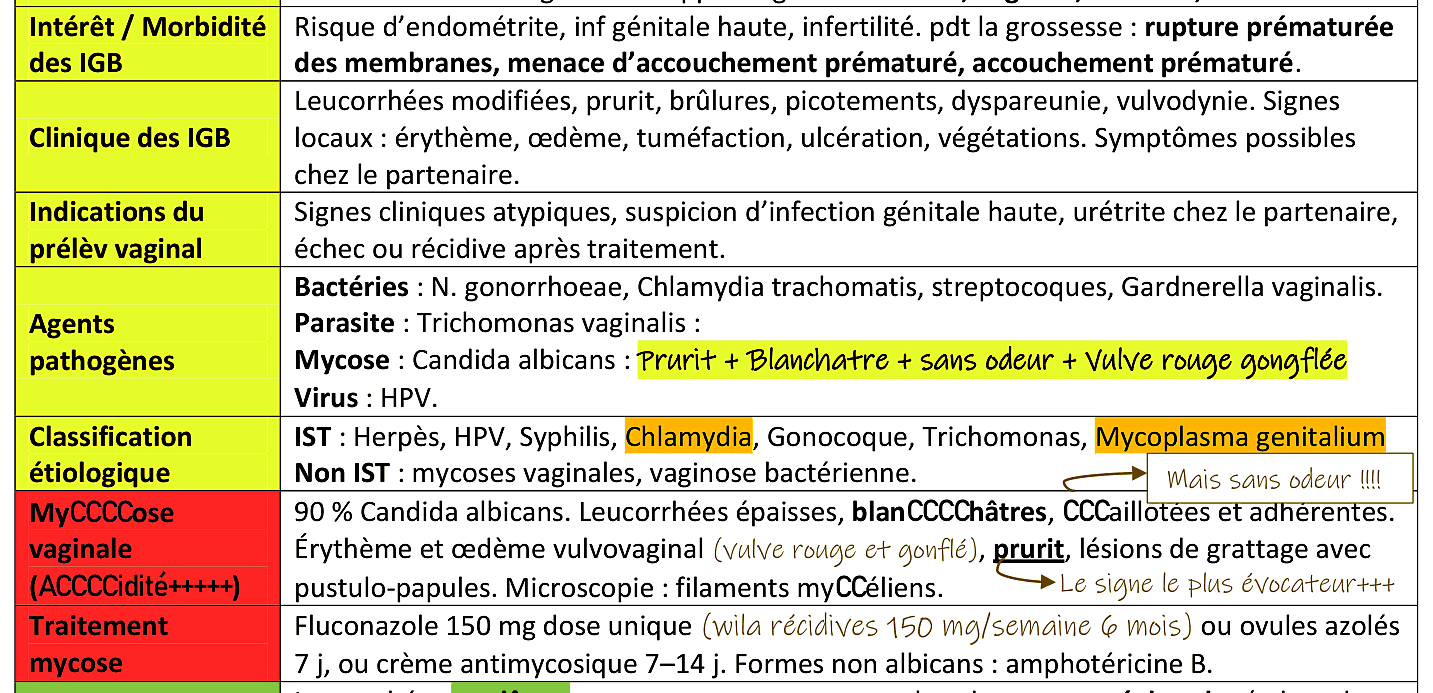 Intérêt / Morbidité
des IGB
Risque d’endométrite, inf génitale haute, infertilité. pdt la grossesse : rupture prématurée
des membranes, menace d’accouchement prématuré, accouchement prématuré.
Clinique des IGB
Leucorrhées modifiées, prurit, brûlures, picotements, dyspareunie, vulvodynie. Signes
locaux : érythème, œdème, tuméfaction, ulcération, végétations. Symptômes possibles
chez le partenaire.
Indications du
prélèv vaginal
Signes cliniques atypiques, suspicion d’infection génitale haute, urétrite chez le partenaire,
échec ou récidive après traitement.
Agents
pathogènes
Bactéries : N. gonorrhoeae, Chlamydia trachomatis, streptocoques, Gardnerella vaginalis.
Parasite : Trichomonas vaginalis :
Mycose : Candida albicans : Prurit + Blanchatre + sans odeur + Vulve rouge gongflée
Virus : HPV.
Classification
étiologique
IST : Herpès, HPV, Syphilis, Chlamydia, Gonocoque, Trichomonas, Mycoplasma genitalium
Non IST : mycoses vaginales, vaginose bactérienne.
Mais sans odeur !!!!
MyCCCCose
vaginale
(ACCCCidité+++++)
90 % Candida albicans. Leucorrhées épaisses, blanCCCChâtres, CCCaillotées et adhérentes.
Érythème et œdème vulvovaginal (vulve rouge et gonflé), prurit, lésions de grattage avec
pustulo-papules. Microscopie : filaments myCCéliens.
Le signe le plus évocateur+++
Traitement
mycose
Fluconazole 150 mg dose unique (wila récidives 150 mg/semaine 6 mois) ou ovules azolés
7 j, ou crème antimycosique 7–14 j. Formes non albicans : amphotéricine B.